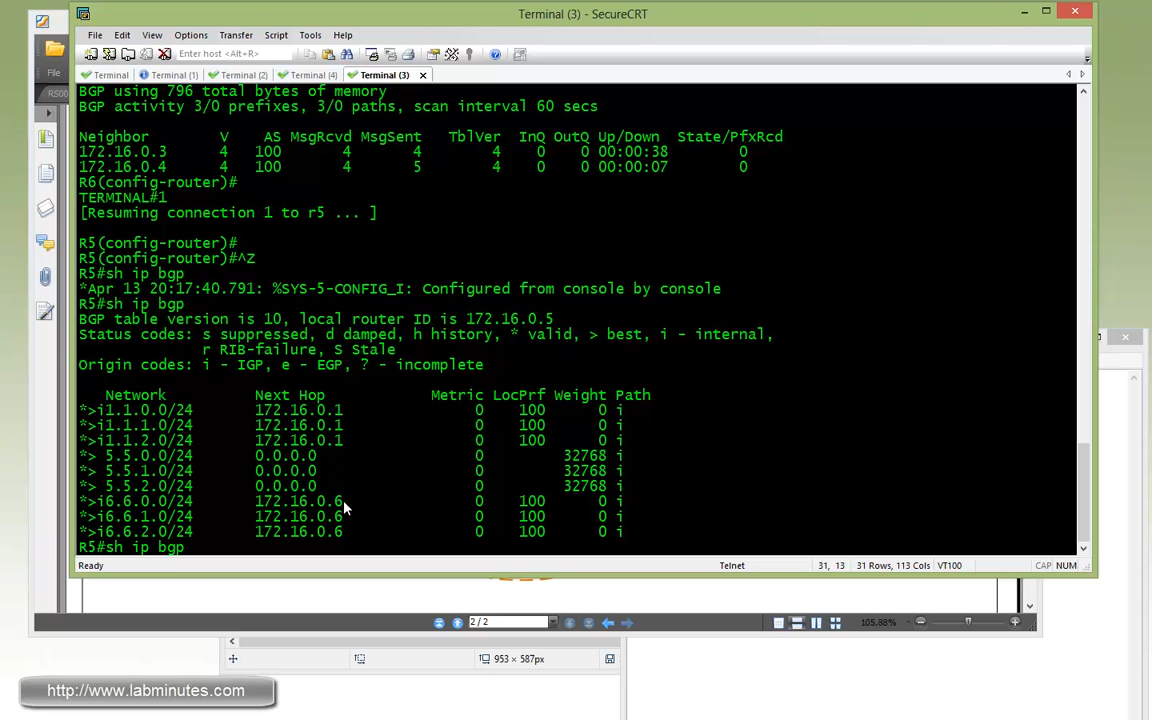 Terminal (3) - SecureCRT
File Edit View Options Transfer Script Tools Help
Enter host <Alt+R>
Terminal Terminal (1) Terminal (2) Terminal (4) Terminal (3)
File
RS00
BGP using 796 total bytes of memory
BGP activity 3/0 prefixes, 3/0 paths, scan interval 60 secs
Neighbor V AS MsgRcvd MsgSent TblVer InQ OutQ Up/Down State/PfxRcd
172.16.0.3 4 100 4 4 4 0 0 00:00:38 0
172.16.0.4 4 100 4 5 4 0 0 00:00:07 0
R6(config-router)#
TERMINAL#1
[Resuming connection 1 to r5 ... ]
R5(config-router)#
R5(config-router)#^Z
R5#sh ip bgp
*Apr 13 20:17:40.791: %SYS-5-CONFIG_I: Configured from console by console
R5#sh ip bgp
BGP table version is 10, local router ID is 172.16.0.5
Status codes: s suppressed, d damped, h history, * valid, > best, i - internal,
r RIB-failure, S Stale
Origin codes: i - IGP, e - EGP, ? - incomplete
Network Next Hop Metric LocPrf Weight Path
*>i1.1.0.0/24 172.16.0.1 0 100 0 i
*>i1.1.1.0/24 172.16.0.1 0 100 0 i
*>i1.1.2.0/24 172.16.0.1 0 100 0 i
*> 5.5.0.0/24 0.0.0.0 0 32768 i
*> 5.5.1.0/24 0.0.0.0 0 32768 i
*> 5.5.2.0/24 0.0.0.0 0 32768 i
*>i6.6.0.0/24 172.16.0.6 0 100 0 i
*>i6.6.1.0/24 172.16.0.6 0 100 0 i
*>i6.6.2.0/24 172.16.0.6 0 100 0 i
R5#sh ip bgp
Ready Telnet 31, 13 31 Rows, 113 Cols VT100 CAP NUM
2 / 2 105.88%
953 × 587px
http://www.labminutes.com